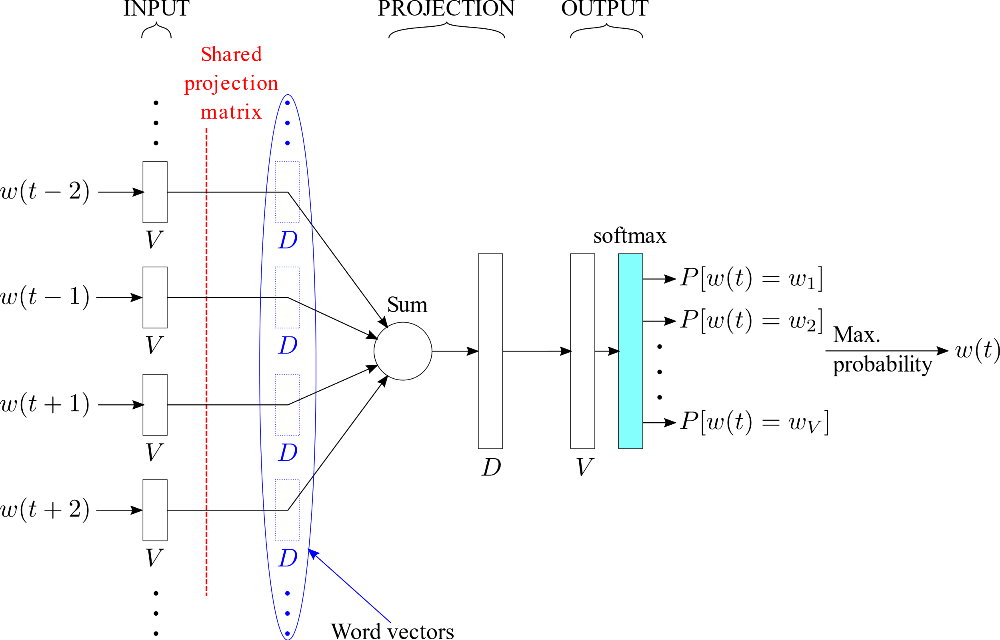 INPUT
PROJECTION
OUTPUT
Shared
projection
matrix
w(t − 2)
V
D
w(t − 1)
V
D
w(t + 1)
V
D
w(t + 2)
V
D
Word vectors
Sum
D
V
softmax
P[w(t) = w₁]
P[w(t) = w₂]
P[w(t) = w_V]
Max.
probability
w(t)